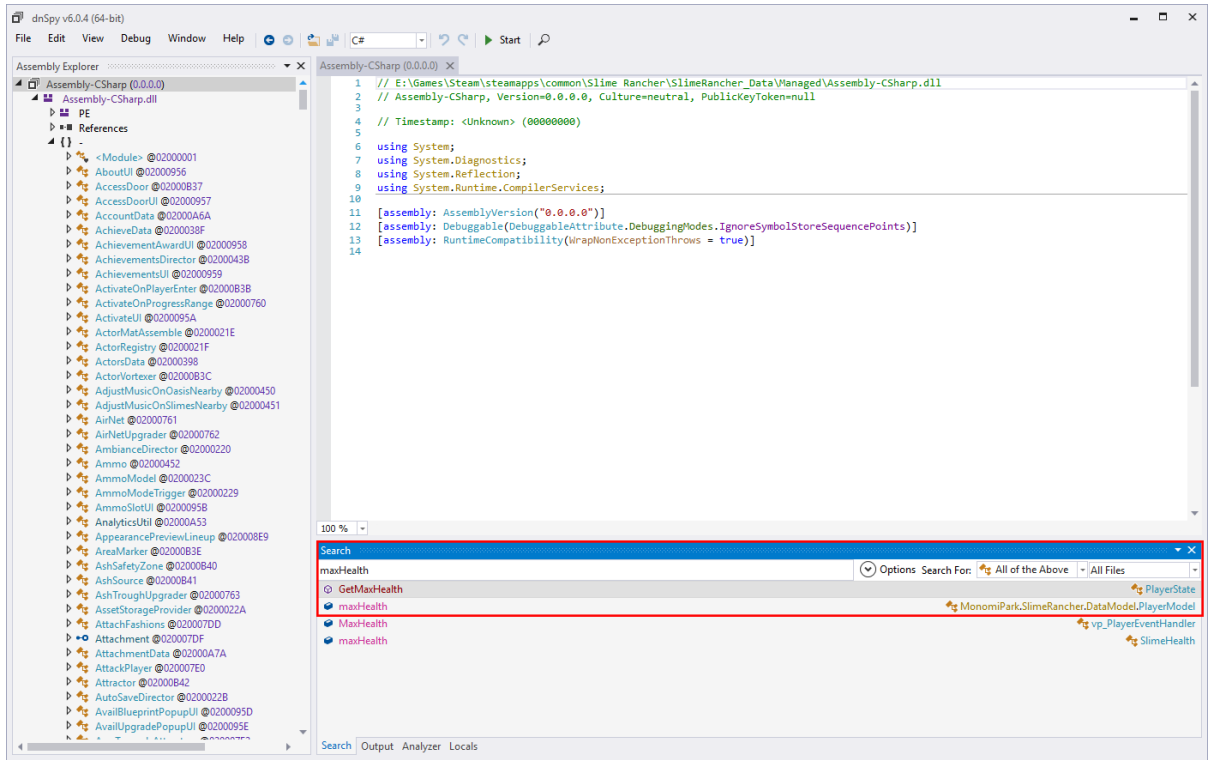 dnSpy v6.0.4 (64-bit)
File Edit View Debug Window Help C# Start
Assembly Explorer
Assembly-CSharp (0.0.0.0)
Assembly-CSharp.dll
PE
References
{ } -
<Module> @02000001
AboutUI @02000956
AccessDoor @02000B37
AccessDoorUI @02000957
AccountData @02000A6A
AchieveData @0200038F
AchievementAwardUI @02000958
AchievementsDirector @0200043B
AchievementsUI @02000959
ActivateOnPlayerEnter @02000B3B
ActivateOnProgressRange @02000760
ActivateUI @0200095A
ActorMatAssemble @0200021E
ActorRegistry @0200021F
ActorsData @02000398
ActorVortexer @02000B3C
AdjustMusicOnOasisNearby @02000450
AdjustMusicOnSlimesNearby @02000451
AirNet @02000761
AirNetUpgrader @02000762
AmbianceDirector @02000220
Ammo @02000452
AmmoModel @0200023C
AmmoModeTrigger @02000229
AmmoSlotUI @0200095B
AnalyticsUtil @02000A53
AppearancePreviewLineup @020008E9
AreaMarker @02000B3E
AshSafetyZone @02000B40
AshSource @02000B41
AshTroughUpgrader @02000763
AssetStorageProvider @0200022A
AttachFashions @020007DD
Attachment @020007DF
AttachmentData @02000A7A
AttackPlayer @020007E0
Attractor @02000B42
AutoSaveDirector @0200022B
AvailBlueprintPopupUI @0200095D
AvailUpgradePopupUI @0200095E
Assembly-CSharp (0.0.0.0)
1 // E:\Games\Steam\steamapps\common\Slime Rancher\SlimeRancher_Data\Managed\Assembly-CSharp.dll
2 // Assembly-CSharp, Version=0.0.0.0, Culture=neutral, PublicKeyToken=null
3
4 // Timestamp: <Unknown> (00000000)
5
6 using System;
7 using System.Diagnostics;
8 using System.Reflection;
9 using System.Runtime.CompilerServices;
10
11 [assembly: AssemblyVersion("0.0.0.0")]
12 [assembly: Debuggable(DebuggableAttribute.DebuggingModes.IgnoreSymbolStoreSequencePoints)]
13 [assembly: RuntimeCompatibility(WrapNonExceptionThrows = true)]
14
100 %
Search
maxHealth Options Search For: All of the Above All Files
GetMaxHealth PlayerState
maxHealth MonomiPark.SlimeRancher.DataModel.PlayerModel
MaxHealth vp_PlayerEventHandler
maxHealth SlimeHealth
Search Output Analyzer Locals